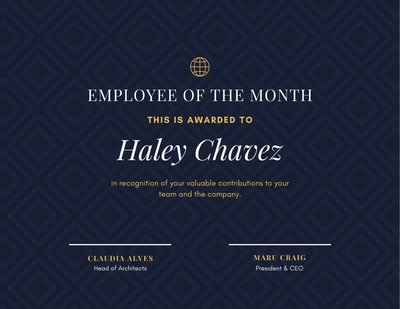 EMPLOYEE OF THE MONTH
THIS IS AWARDED TO
Haley Chavez
in recognition of your valuable contributions to your
team and the company.
CLAUDIA ALVES
Head of Architects
MARU CRAIG
President & CEO